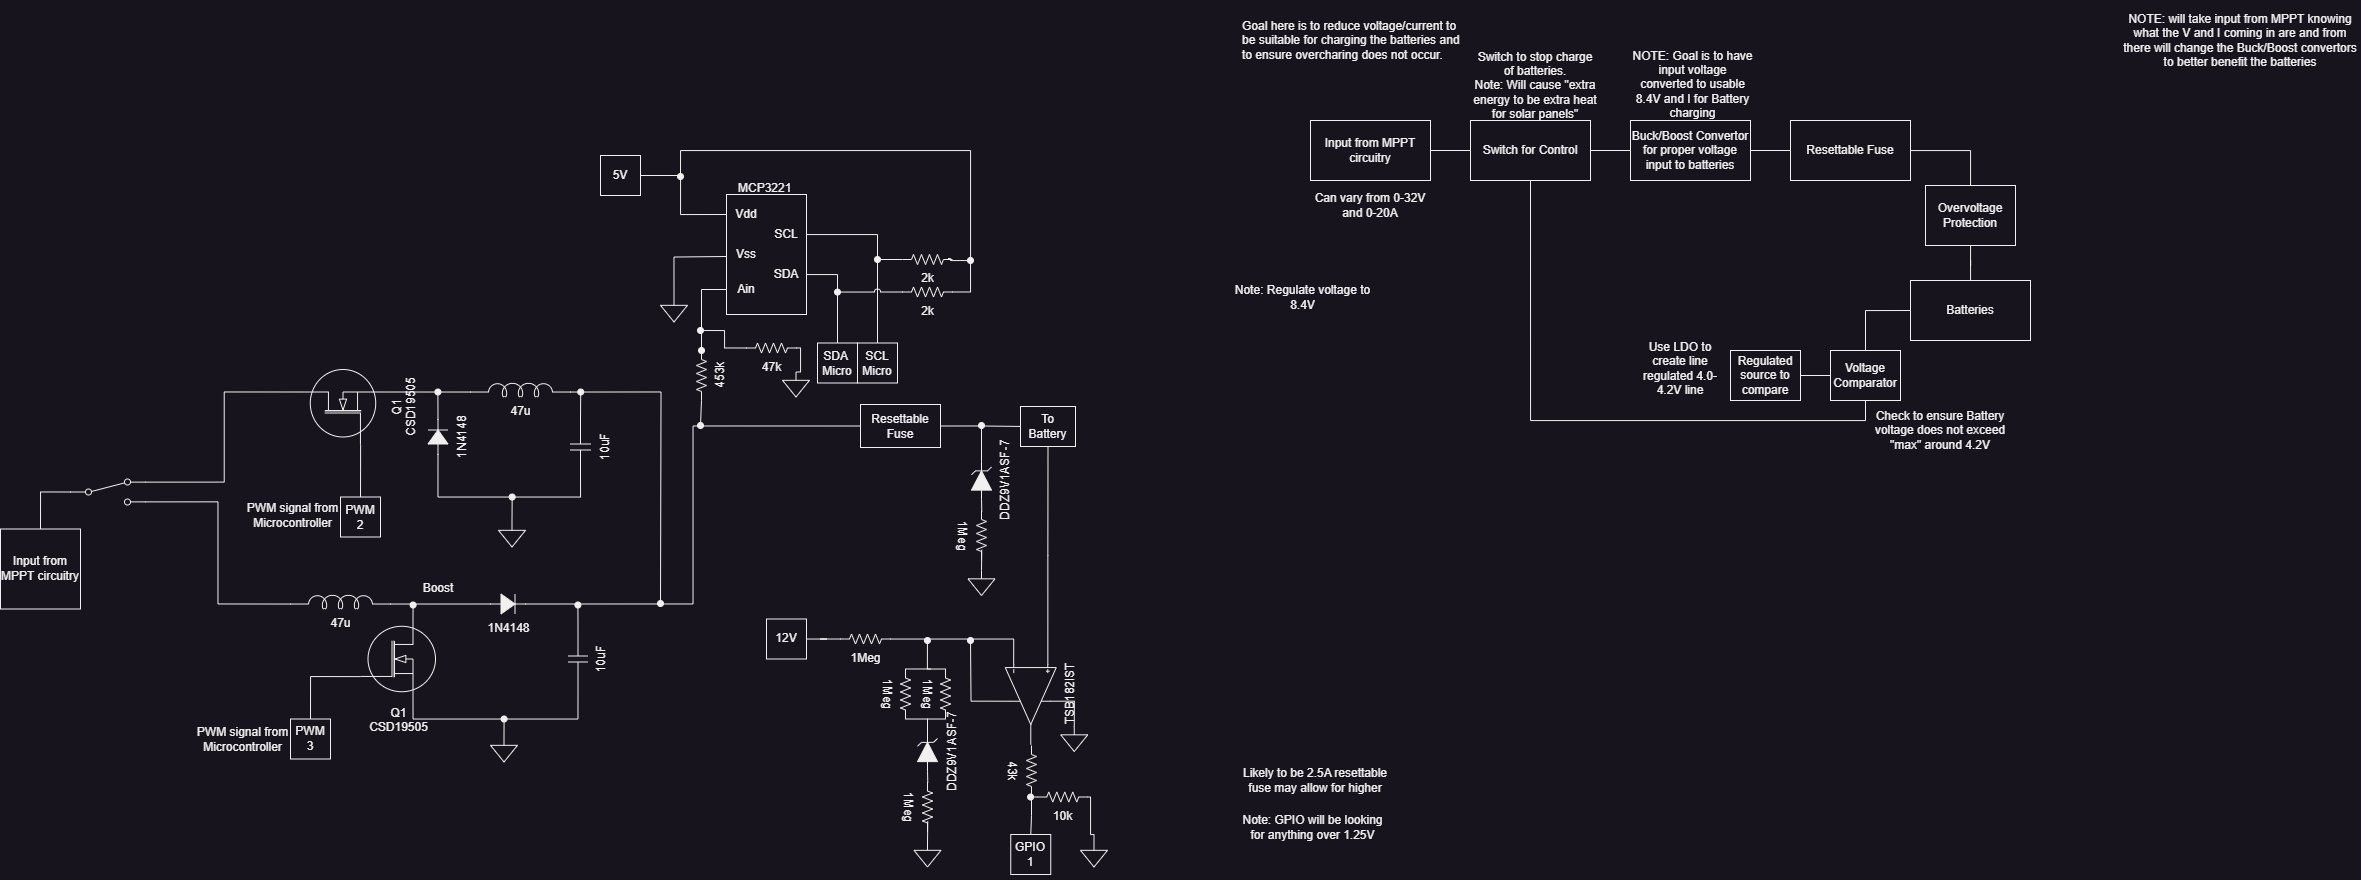 Goal here is to reduce voltage/current to
be suitable for charging the batteries and
to ensure overcharing does not occur.
NOTE: will take input from MPPT knowing
what the V and I coming in are and from
there will change the Buck/Boost convertors
to better benefit the batteries
Switch to stop charge
of batteries.
Note: Will cause "extra
energy to be extra heat
for solar panels"
NOTE: Goal is to have
input voltage
converted to usable
8.4V and I for Battery
charging
Input from MPPT
circuitry
Switch for Control
Buck/Boost Convertor
for proper voltage
input to batteries
Resettable Fuse
Can vary from 0-32V
and 0-20A
Overvoltage
Protection
Note: Regulate voltage to
8.4V
Batteries
Use LDO to
create line
regulated 4.0-
4.2V line
Regulated
source to
compare
Voltage
Comparator
Check to ensure Battery
voltage does not exceed
"max" around 4.2V
5V
MCP3221
Vdd
SCL
Vss
SDA
Ain
2k
2k
SDA
Micro
SCL
Micro
47k
453k
Q1
CSD19505
1N4148
47u
10uF
Resettable
Fuse
To
Battery
DDZ9V1ASF-7
1Meg
PWM signal from
Microcontroller
PWM
2
Input from
MPPT circuitry
Boost
47u
1N4148
10uF
Q1
CSD19505
PWM signal from
Microcontroller
PWM
3
12V
1Meg
1Meg
1Meg
DDZ9V1ASF-7
1Meg
-
+
TSB182IST
43k
10k
GPIO
1
Likely to be 2.5A resettable
fuse may allow for higher
Note: GPIO will be looking
for anything over 1.25V